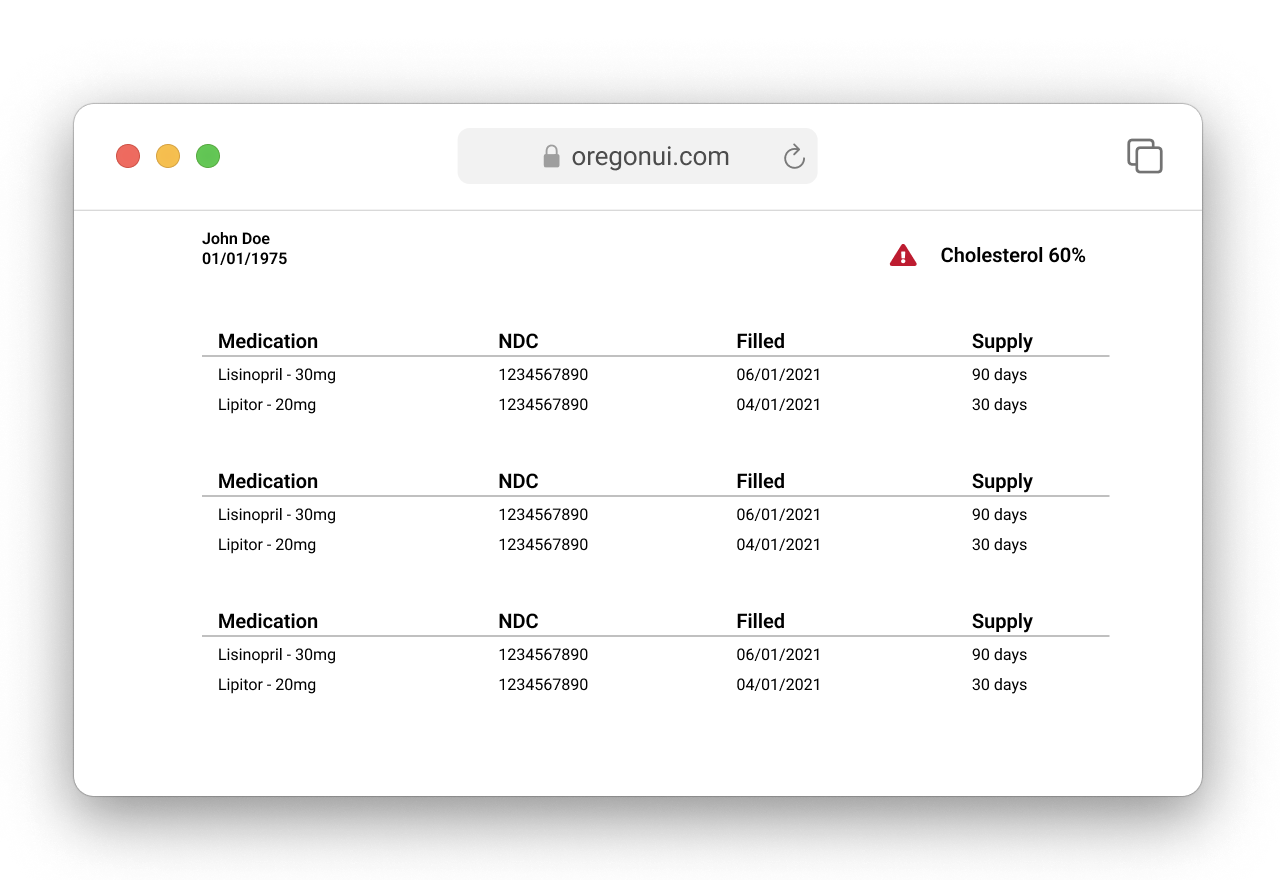 oregonui.com
John Doe
01/01/1975
Cholesterol 60%
Medication NDC Filled Supply
Lisinopril - 30mg 1234567890 06/01/2021 90 days
Lipitor - 20mg 1234567890 04/01/2021 30 days
Medication NDC Filled Supply
Lisinopril - 30mg 1234567890 06/01/2021 90 days
Lipitor - 20mg 1234567890 04/01/2021 30 days
Medication NDC Filled Supply
Lisinopril - 30mg 1234567890 06/01/2021 90 days
Lipitor - 20mg 1234567890 04/01/2021 30 days